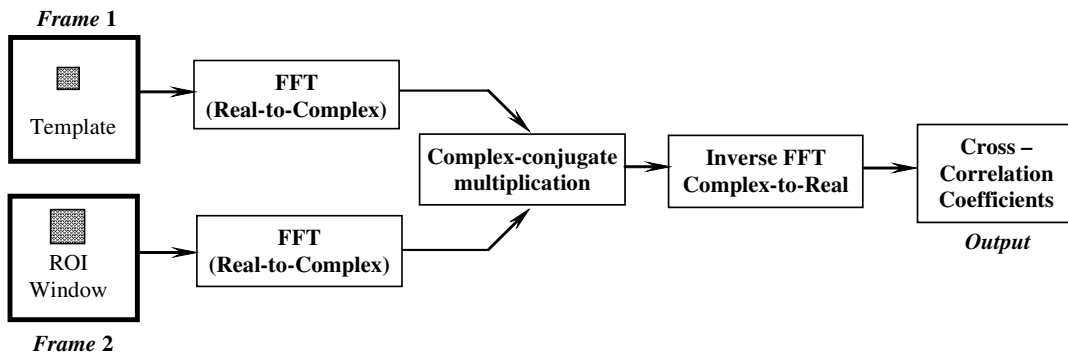 Frame 1
Template
FFT
(Real-to-Complex)
ROI
Window
Frame 2
FFT
(Real-to-Complex)
Complex-conjugate
multiplication
Inverse FFT
Complex-to-Real
Cross –
Correlation
Coefficients
Output